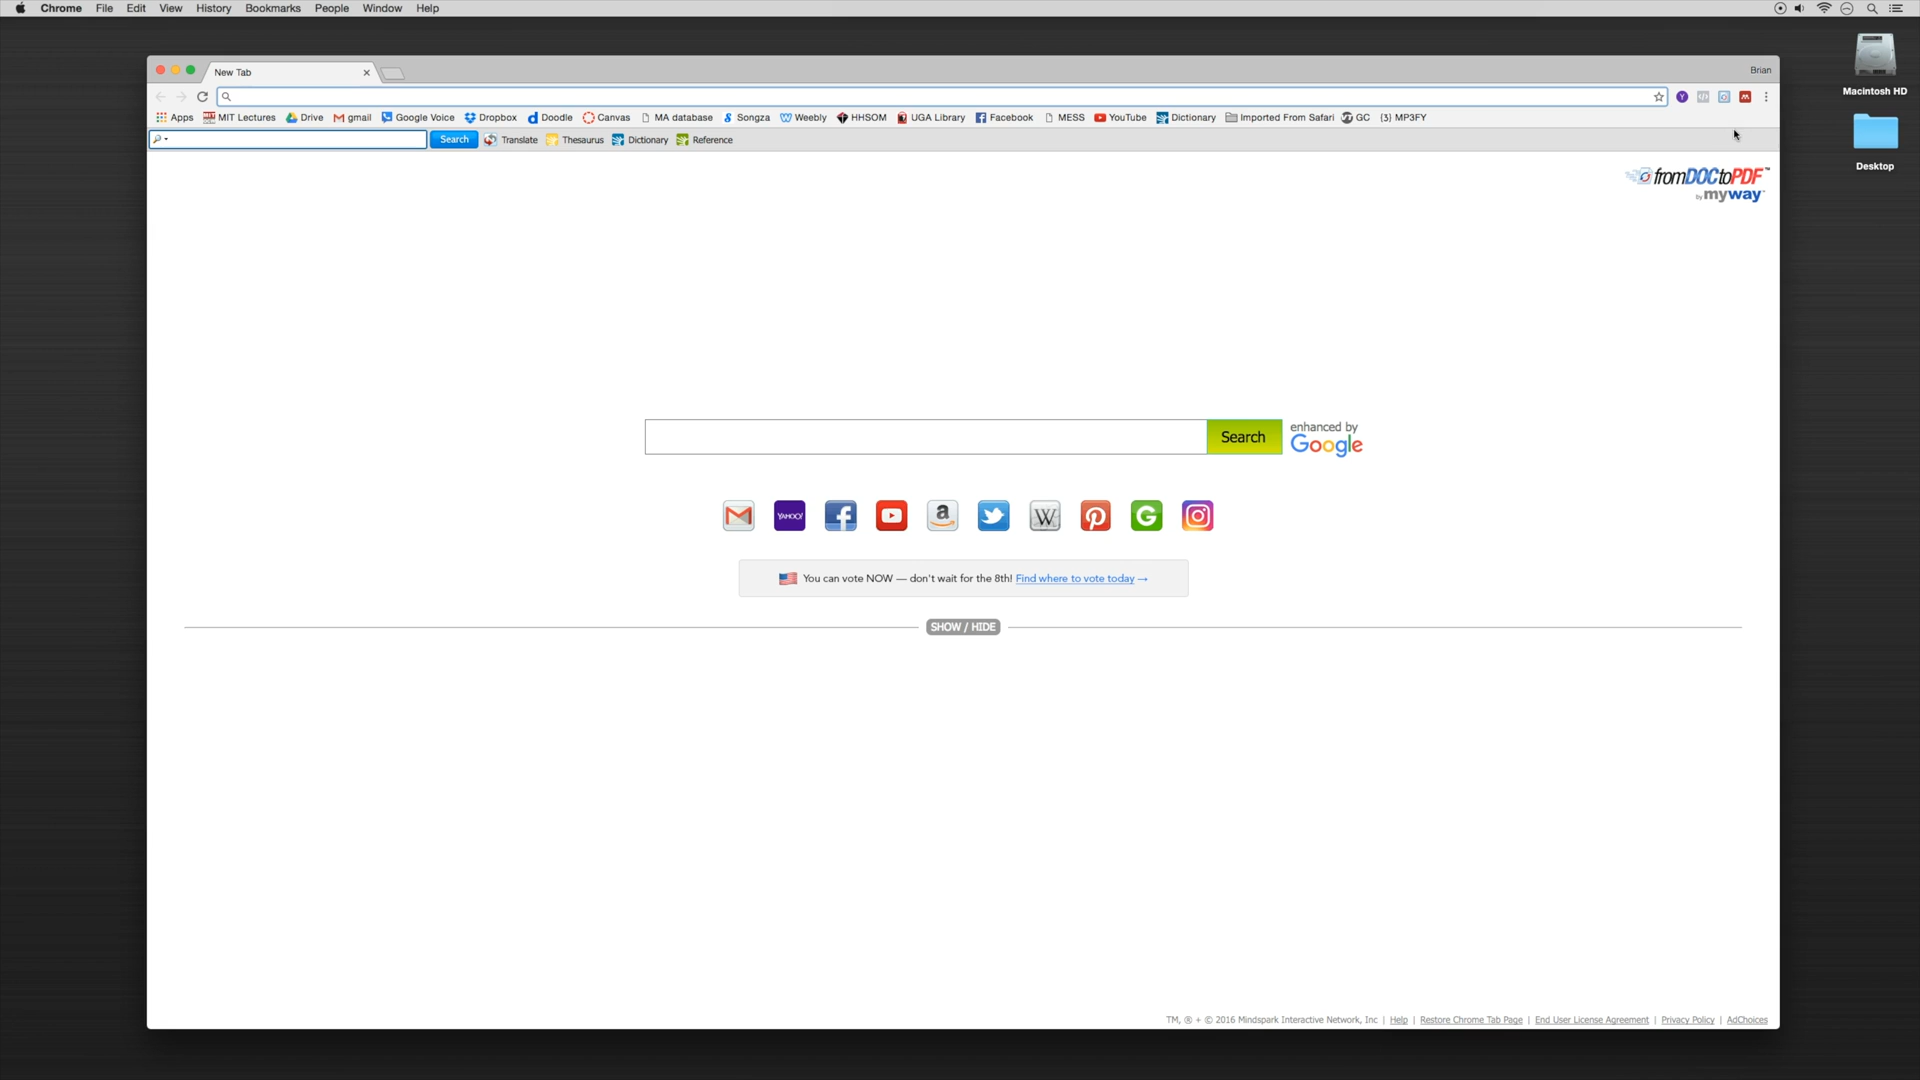 Chrome File Edit View History Bookmarks People Window Help
Macintosh HD
Desktop
New Tab
Brian
Apps MIT Lectures Drive gmail Google Voice Dropbox Doodle Canvas MA database Songza Weebly HHSOM UGA Library Facebook MESS YouTube Dictionary Imported From Safari GC {3} MP3FY
Search Translate Thesaurus Dictionary Reference
fromDOCtoPDF™
by myway
Search
enhanced by
Google
YAHOO!
You can vote NOW — don't wait for the 8th! Find where to vote today →
SHOW / HIDE
TM, ® + © 2016 Mindspark Interactive Network, Inc | Help | Restore Chrome Tab Page | End User License Agreement | Privacy Policy | AdChoices